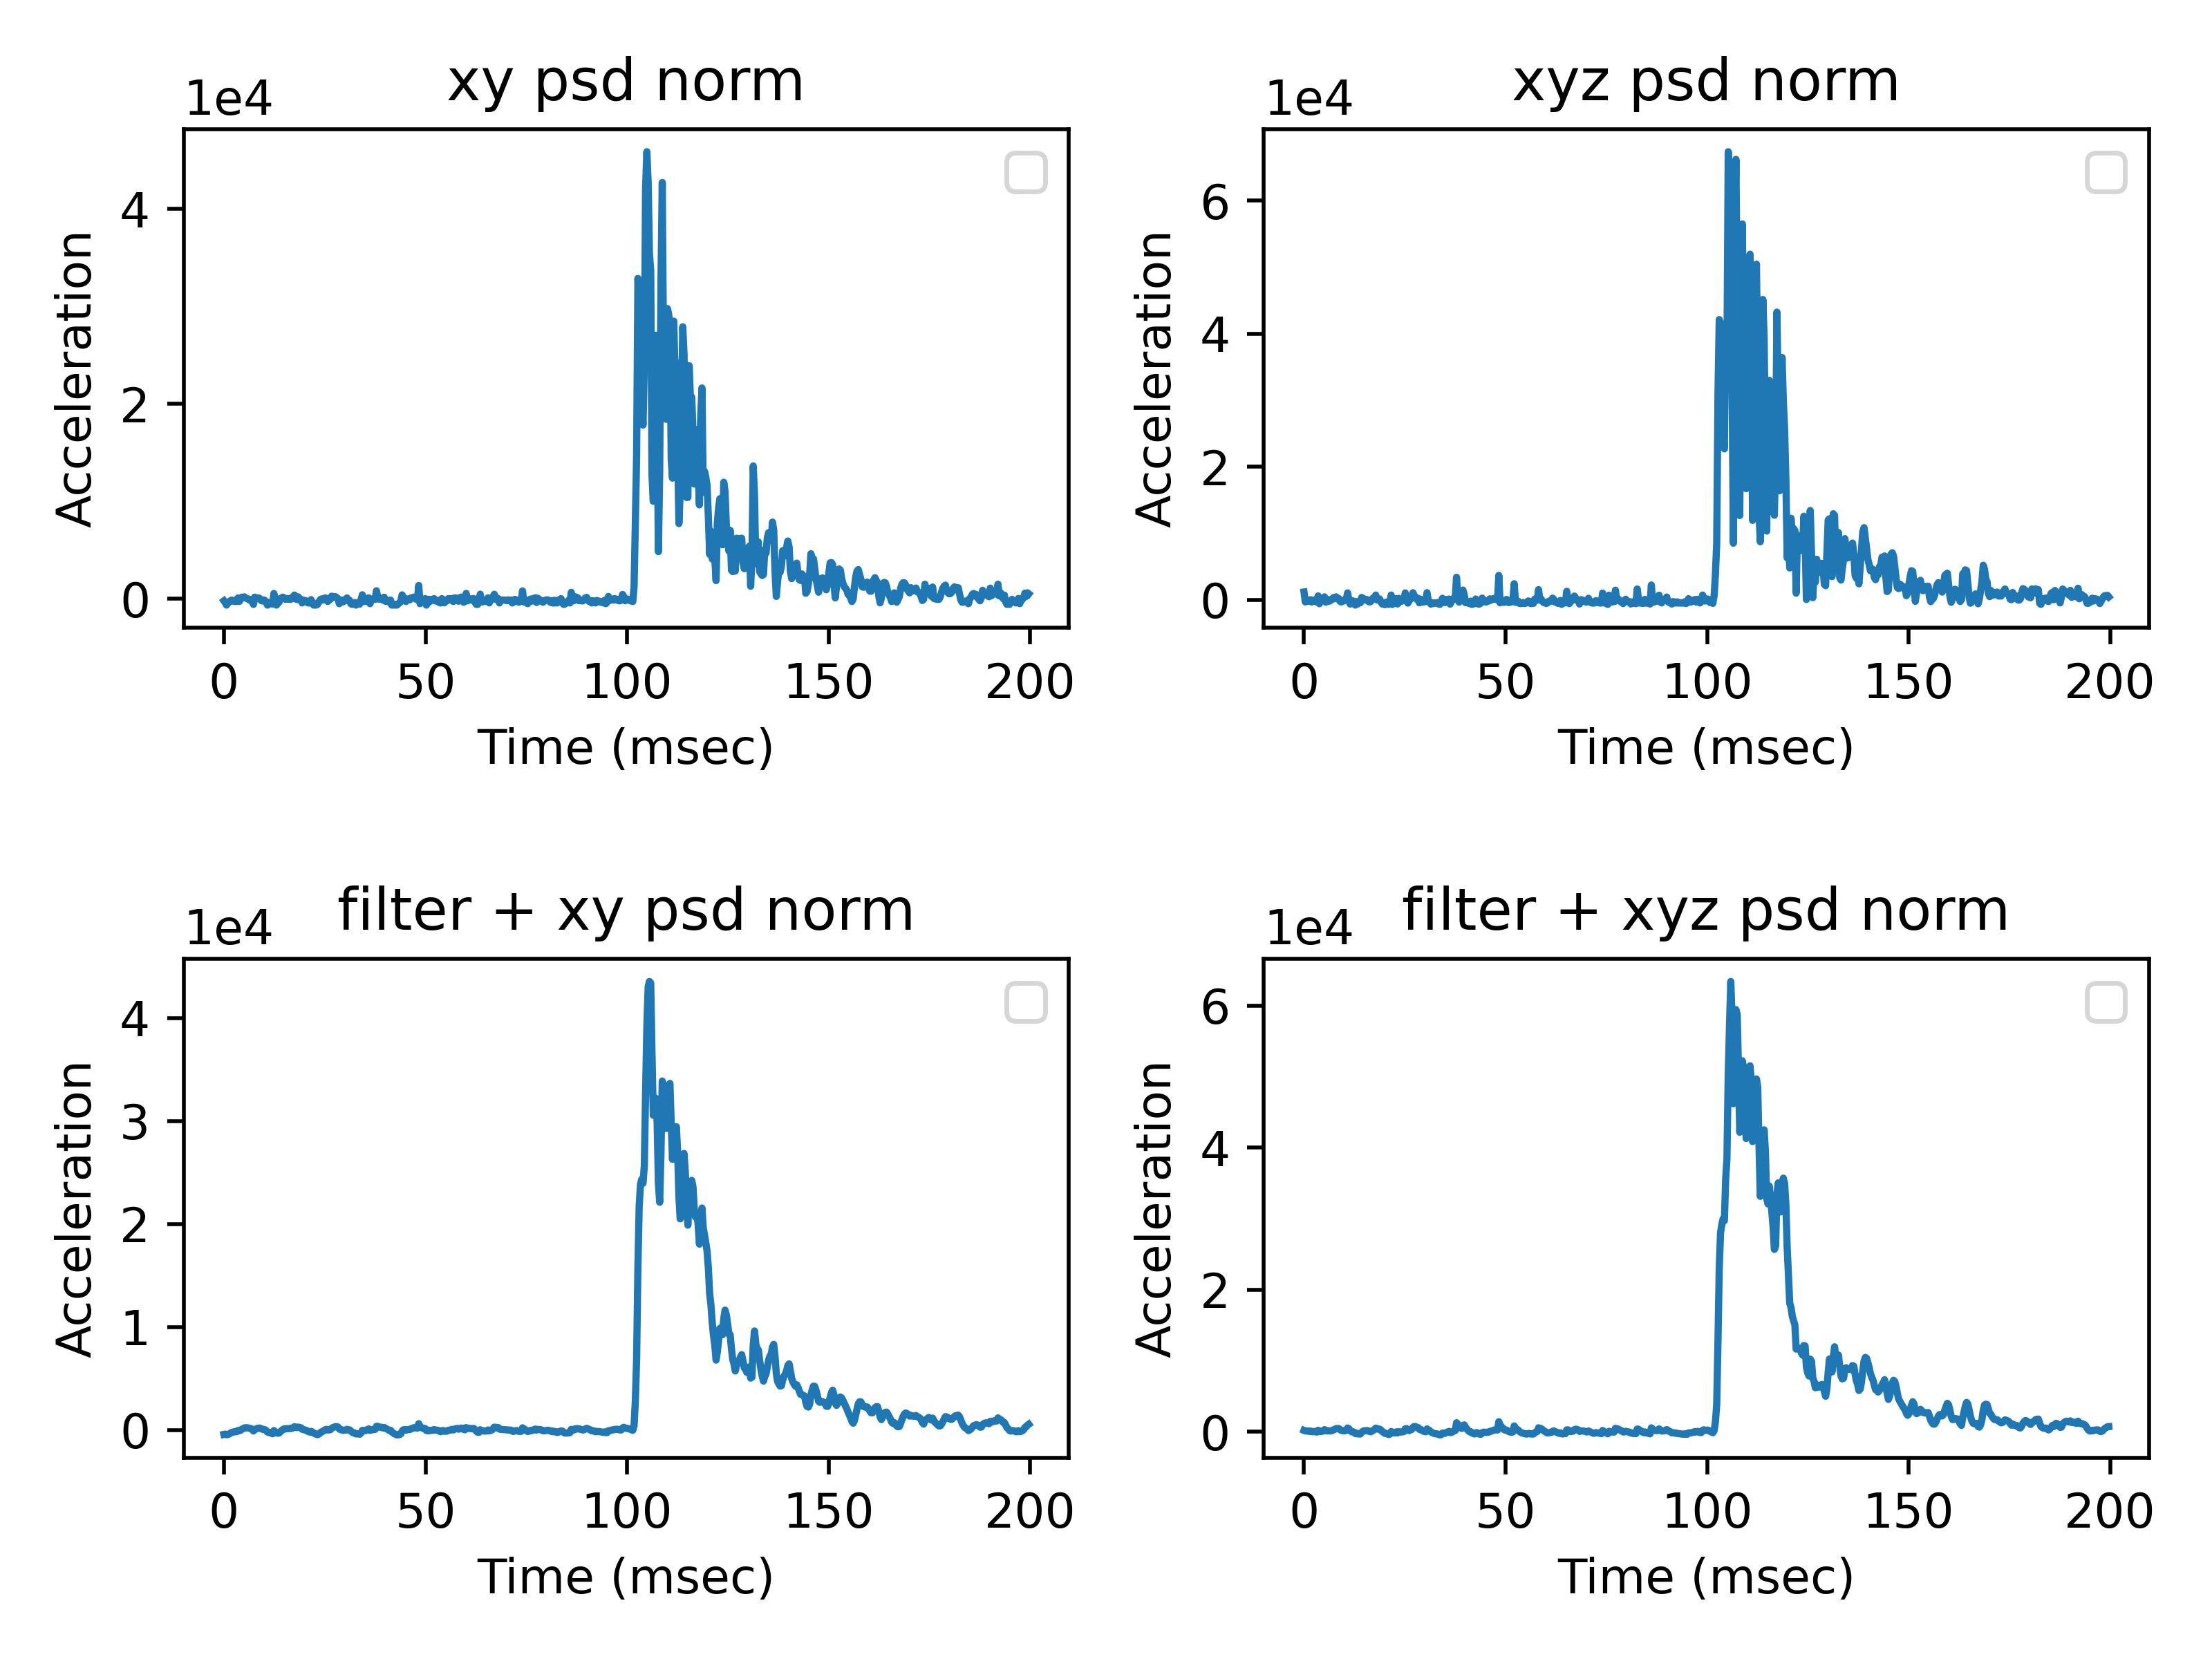 xy psd norm
1e4
Acceleration
4
2
0
0 50 100 150 200
Time (msec)
xyz psd norm
1e4
Acceleration
6
4
2
0
0 50 100 150 200
Time (msec)
filter + xy psd norm
1e4
Acceleration
4
3
2
1
0
0 50 100 150 200
Time (msec)
filter + xyz psd norm
1e4
Acceleration
6
4
2
0
0 50 100 150 200
Time (msec)